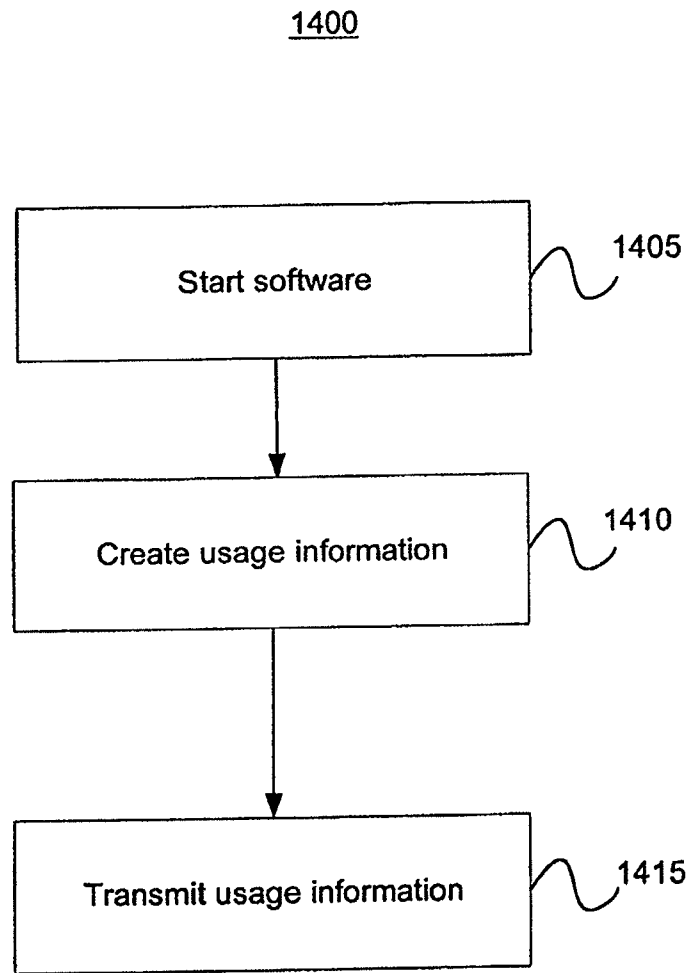 1400
Start software
1405
Create usage information
1410
Transmit usage information
1415